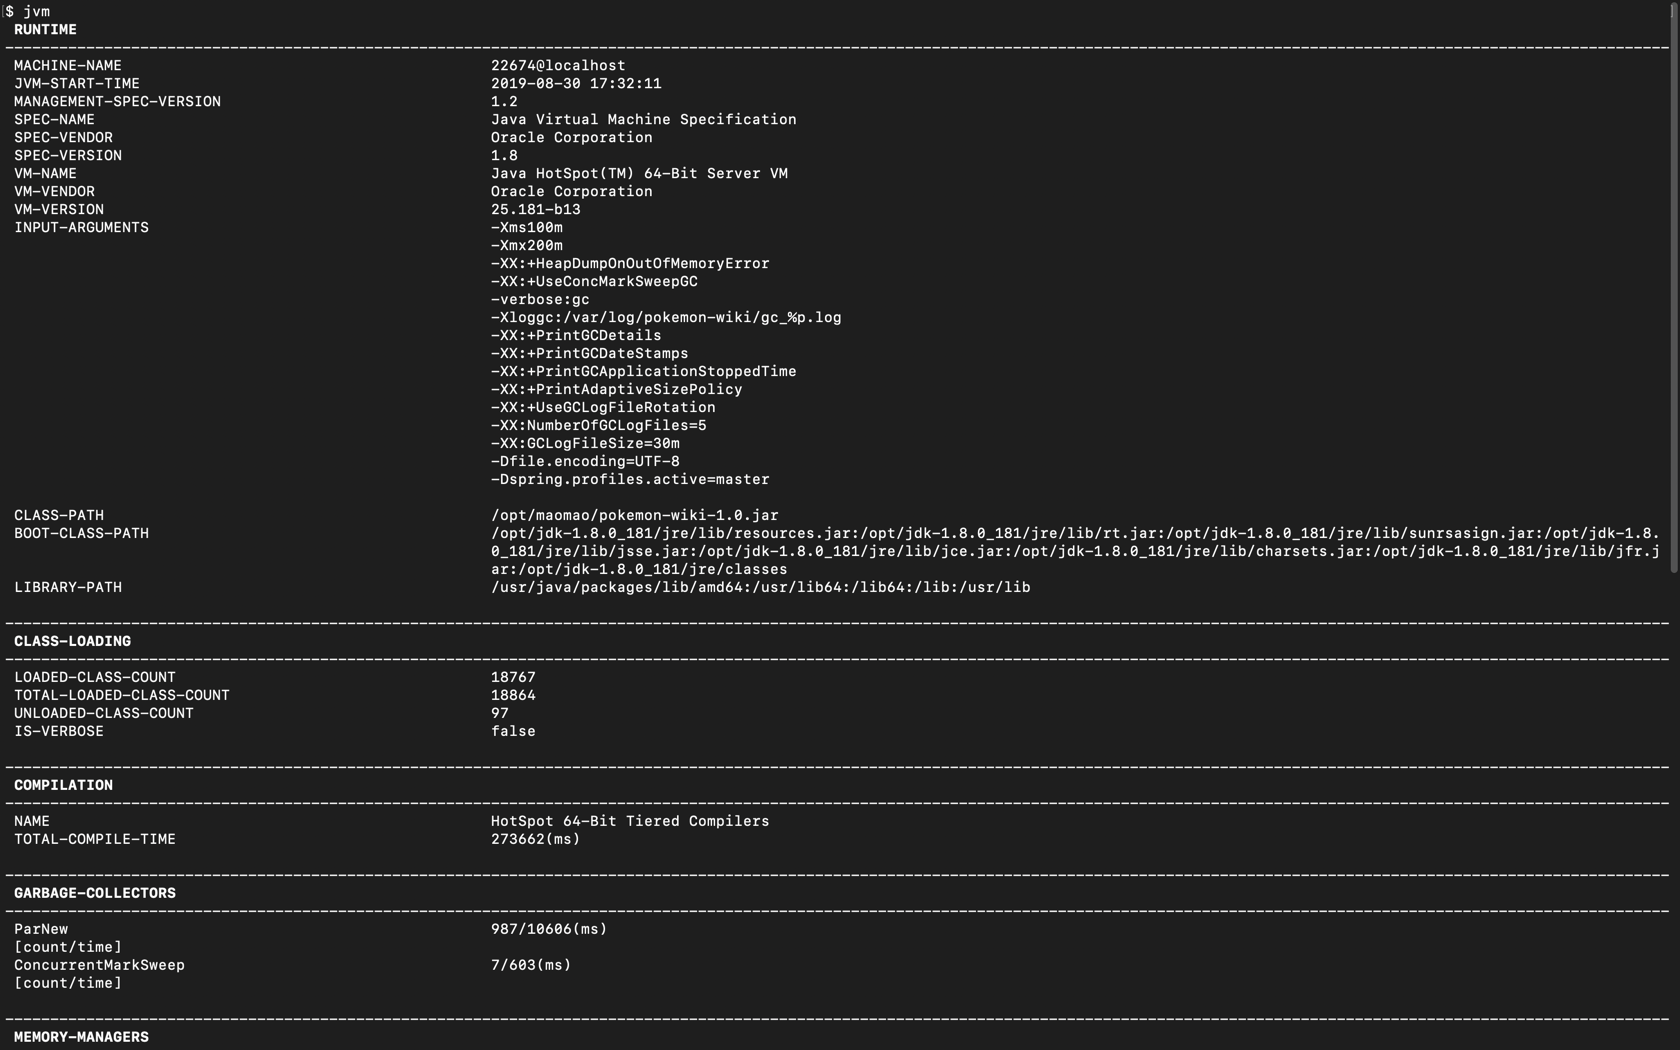 $ jvm
RUNTIME
MACHINE-NAME 22674@localhost
JVM-START-TIME 2019-08-30 17:32:11
MANAGEMENT-SPEC-VERSION 1.2
SPEC-NAME Java Virtual Machine Specification
SPEC-VENDOR Oracle Corporation
SPEC-VERSION 1.8
VM-NAME Java HotSpot(TM) 64-Bit Server VM
VM-VENDOR Oracle Corporation
VM-VERSION 25.181-b13
INPUT-ARGUMENTS -Xms100m
-Xmx200m
-XX:+HeapDumpOnOutOfMemoryError
-XX:+UseConcMarkSweepGC
-verbose:gc
-Xloggc:/var/log/pokemon-wiki/gc_%p.log
-XX:+PrintGCDetails
-XX:+PrintGCDateStamps
-XX:+PrintGCApplicationStoppedTime
-XX:+PrintAdaptiveSizePolicy
-XX:+UseGCLogFileRotation
-XX:NumberOfGCLogFiles=5
-XX:GCLogFileSize=30m
-Dfile.encoding=UTF-8
-Dspring.profiles.active=master
CLASS-PATH /opt/maomao/pokemon-wiki-1.0.jar
BOOT-CLASS-PATH /opt/jdk-1.8.0_181/jre/lib/resources.jar:/opt/jdk-1.8.0_181/jre/lib/rt.jar:/opt/jdk-1.8.0_181/jre/lib/sunrsasign.jar:/opt/jdk-1.8.
0_181/jre/lib/jsse.jar:/opt/jdk-1.8.0_181/jre/lib/jce.jar:/opt/jdk-1.8.0_181/jre/lib/charsets.jar:/opt/jdk-1.8.0_181/jre/lib/jfr.j
ar:/opt/jdk-1.8.0_181/jre/classes
LIBRARY-PATH /usr/java/packages/lib/amd64:/usr/lib64:/lib64:/lib:/usr/lib
CLASS-LOADING
LOADED-CLASS-COUNT 18767
TOTAL-LOADED-CLASS-COUNT 18864
UNLOADED-CLASS-COUNT 97
IS-VERBOSE false
COMPILATION
NAME HotSpot 64-Bit Tiered Compilers
TOTAL-COMPILE-TIME 273662(ms)
GARBAGE-COLLECTORS
ParNew 987/10606(ms)
[count/time]
ConcurrentMarkSweep 7/603(ms)
[count/time]
MEMORY-MANAGERS